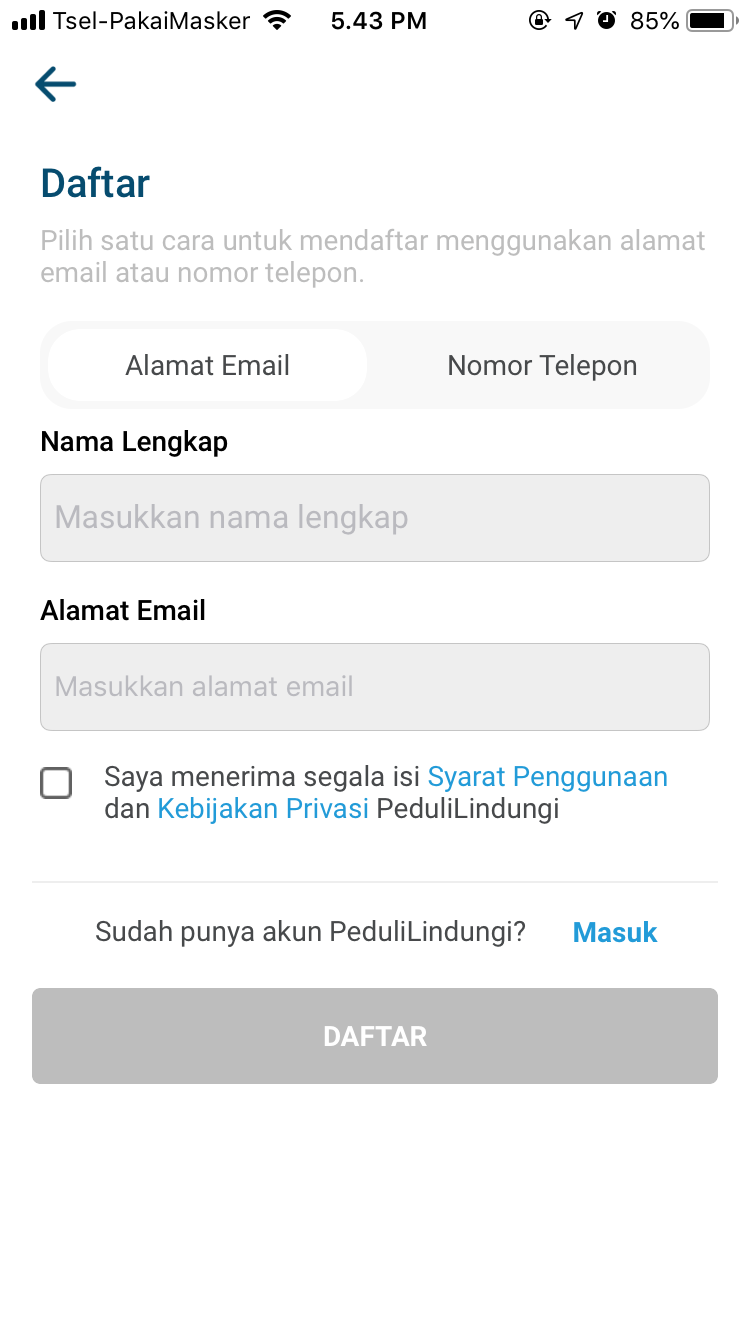 Tsel-PakaiMasker 5.43 PM 85%
Daftar
Pilih satu cara untuk mendaftar menggunakan alamat
email atau nomor telepon.
Alamat Email Nomor Telepon
Nama Lengkap
Masukkan nama lengkap
Alamat Email
Masukkan alamat email
Saya menerima segala isi Syarat Penggunaan
dan Kebijakan Privasi PeduliLindungi
Sudah punya akun PeduliLindungi? Masuk
DAFTAR